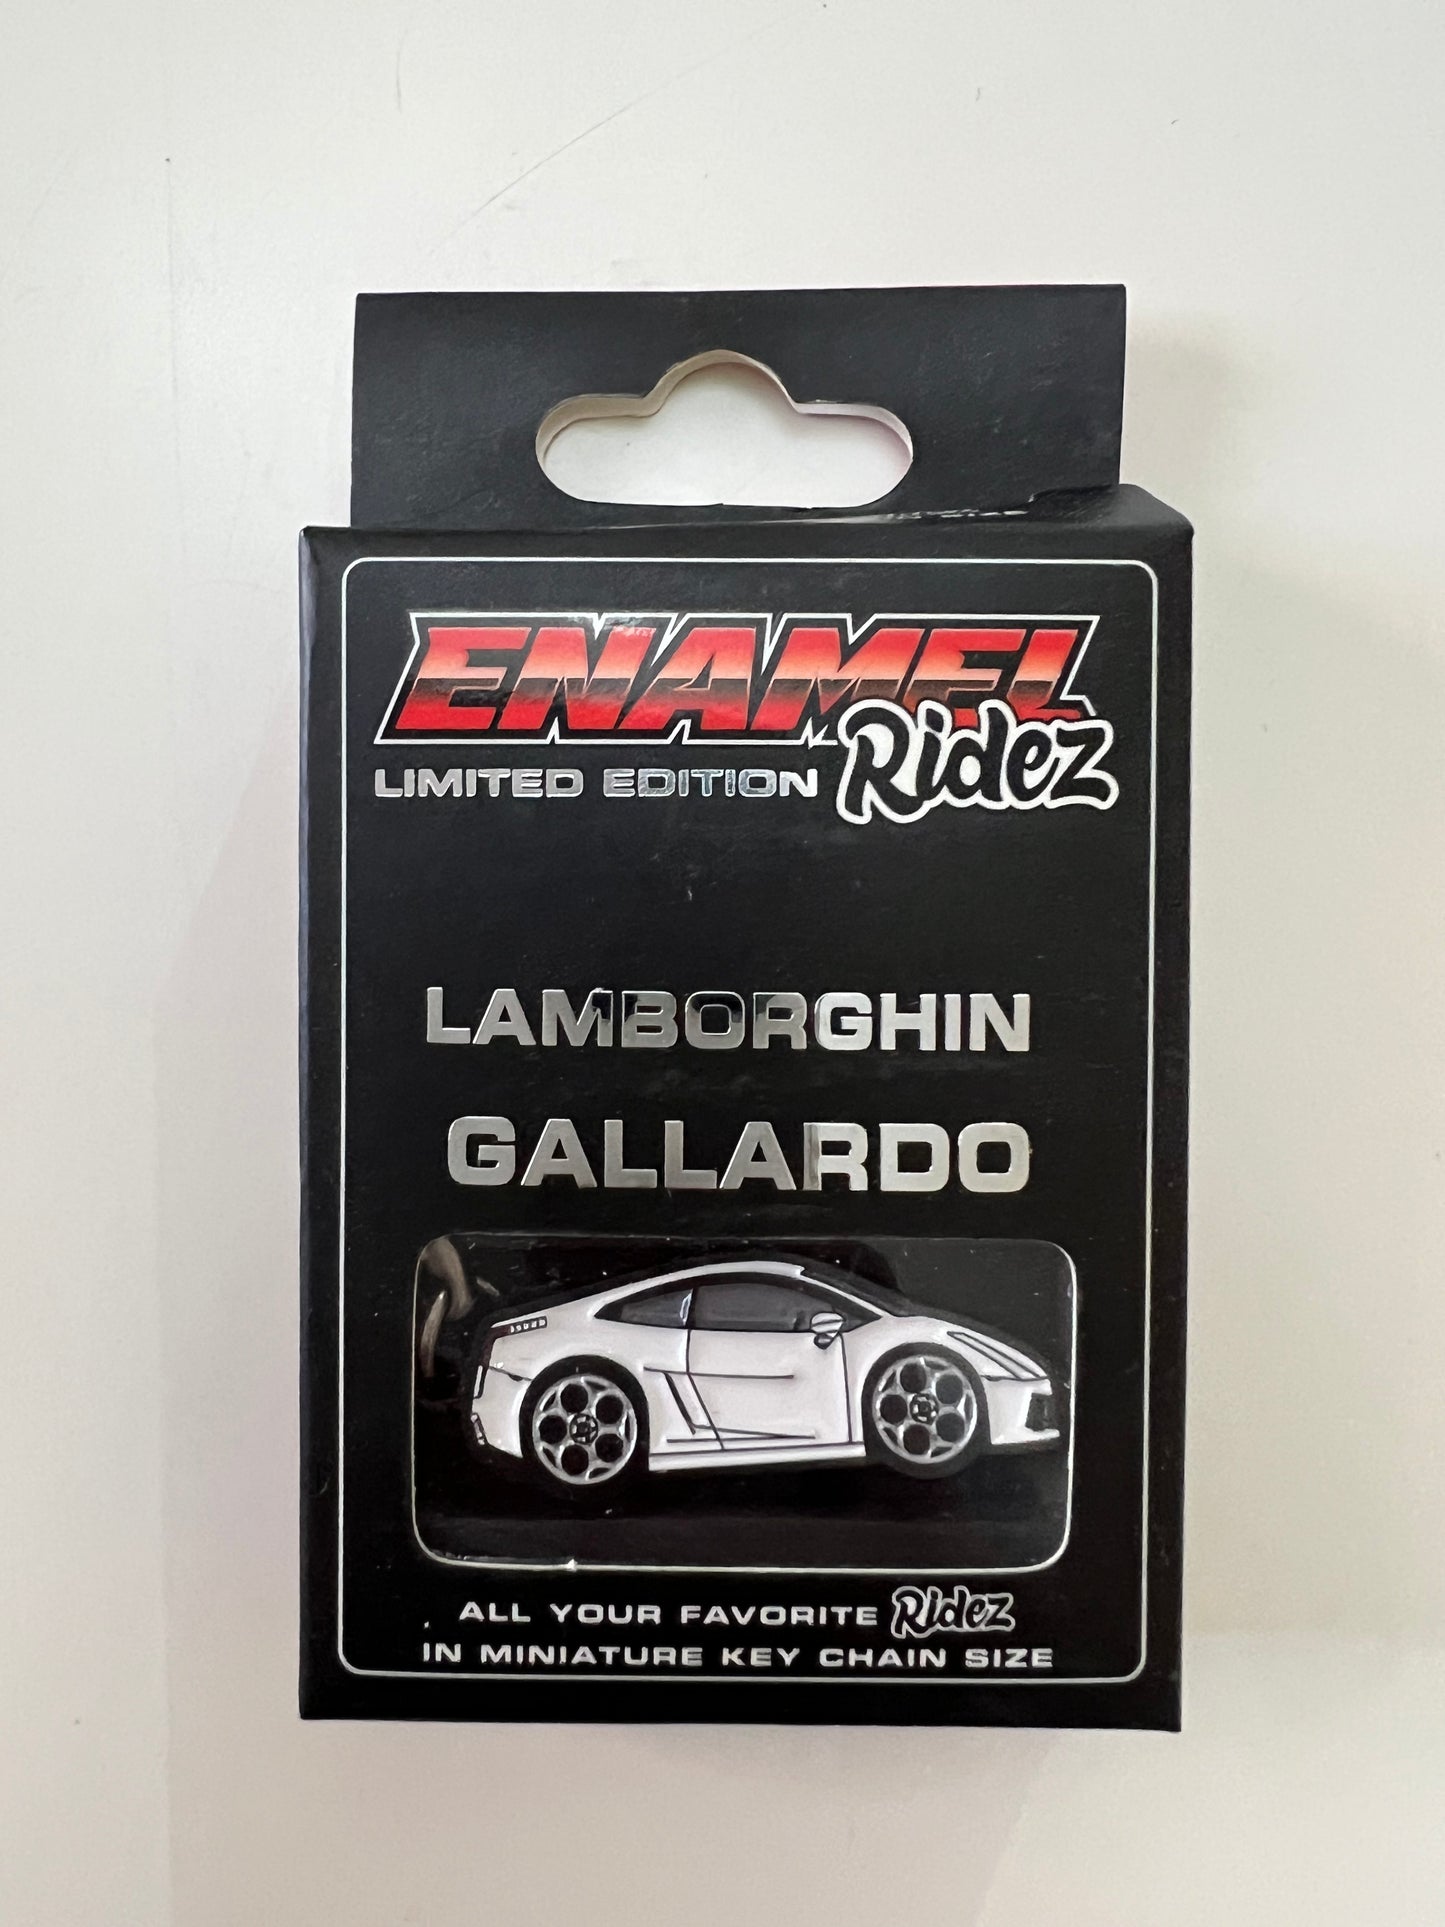 ENAMEL
Ridez
LIMITED EDITION
LAMBORGHIN
GALLARDO
ALL YOUR FAVORITE Ridez
IN MINIATURE KEY CHAIN SIZE